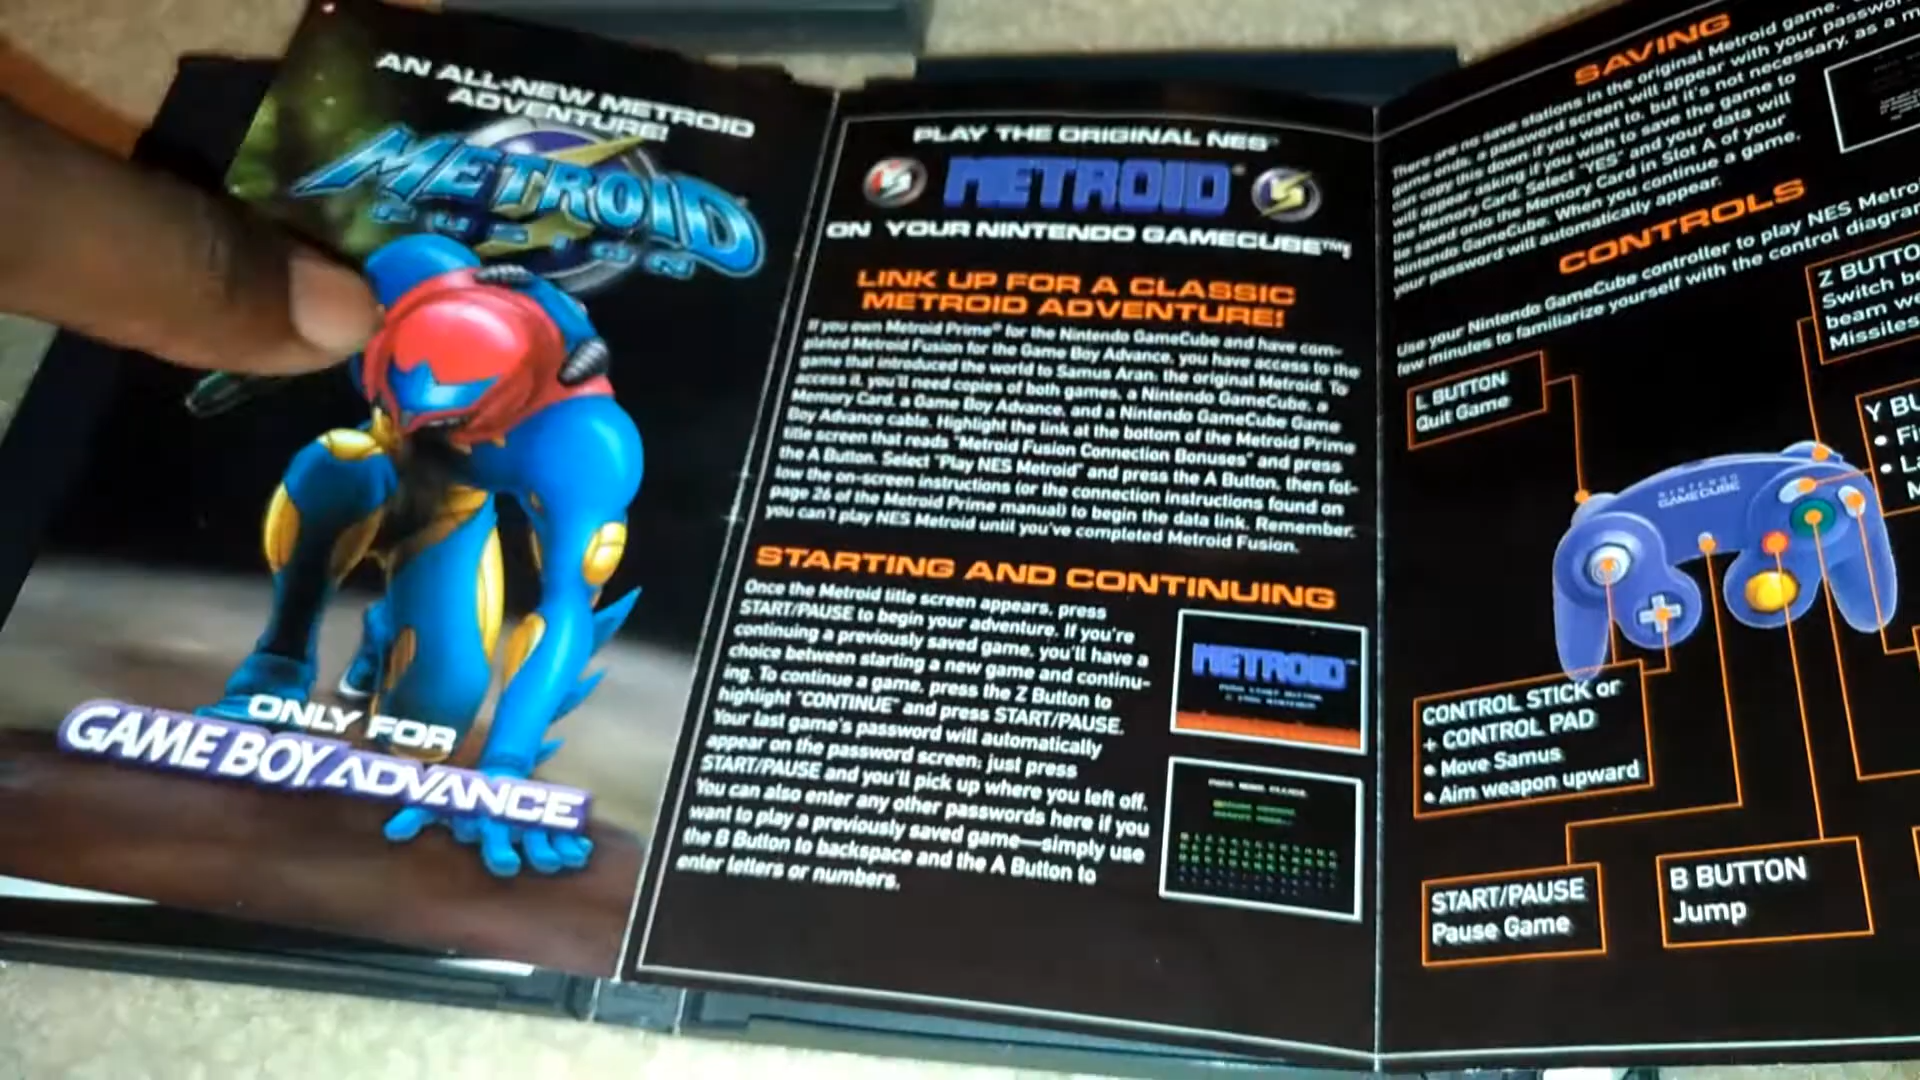 AN ALL-NEW METROID
ADVENTURE!
METROID
FUSION
ONLY FOR
GAME BOY ADVANCE
PLAY THE ORIGINAL NES™
METROID®
ON YOUR NINTENDO GAMECUBE™!
LINK UP FOR A CLASSIC
METROID ADVENTURE!
If you own Metroid Prime® for the Nintendo GameCube and have com-
pleted Metroid Fusion for the Game Boy Advance, you have access to the
game that introduced the world to Samus Aran: the original Metroid. To
access it, you'll need copies of both games, a Nintendo GameCube, a
Memory Card, a Game Boy Advance, and a Nintendo GameCube Game
Boy Advance cable. Highlight the link at the bottom of the Metroid Prime
title screen that reads "Metroid Fusion Connection Bonuses" and press
the A Button. Select "Play NES Metroid" and press the A Button, then fol-
low the on-screen instructions (or the connection instructions found on
page 26 of the Metroid Prime manual) to begin the data link. Remember,
you can't play NES Metroid until you've completed Metroid Fusion.
STARTING AND CONTINUING
Once the Metroid title screen appears, press
START/PAUSE to begin your adventure. If you're
continuing a previously saved game, you'll have a
choice between starting a new game and continu-
ing. To continue a game, press the Z Button to
highlight "CONTINUE" and press START/PAUSE.
Your last game's password will automatically
appear on the password screen; just press
START/PAUSE and you'll pick up where you left off.
You can also enter any other passwords here if you
want to play a previously saved game—simply use
the B Button to backspace and the A Button to
enter letters or numbers.
METROID™
PUSH START BUTTON
© 1986 NINTENDO
PASS WORD PLEASE
SAVING
There are no save stations in the original Metroid game.
game ends, a password screen will appear with your passwor
can copy this down if you want to, but it's not necessary, as a m
will appear asking if you wish to save the game to
the Memory Card. Select "YES" and your data will
be saved onto the Memory Card in Slot A of your
Nintendo GameCube. When you continue a game,
your password will automatically appear.
CONTROLS
Use your Nintendo GameCube controller to play NES Metro
few minutes to familiarize yourself with the control diagra
Z BUTTO
Switch be
beam we
Missiles
L BUTTON
Quit Game
Y BU
• Fi
• La
M
NINTENDO
GAMECUBE
CONTROL STICK or
+ CONTROL PAD
• Move Samus
• Aim weapon upward
START/PAUSE
Pause Game
B BUTTON
Jump